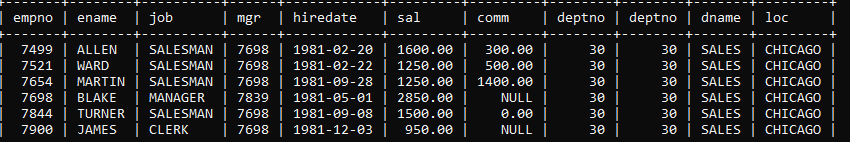 | empno | ename | job | mgr | hiredate | sal | comm | deptno | deptno | dname | loc |
| 7499 | ALLEN | SALESMAN | 7698 | 1981-02-20 | 1600.00 | 300.00 | 30 | 30 | SALES | CHICAGO |
| 7521 | WARD | SALESMAN | 7698 | 1981-02-22 | 1250.00 | 500.00 | 30 | 30 | SALES | CHICAGO |
| 7654 | MARTIN | SALESMAN | 7698 | 1981-09-28 | 1250.00 | 1400.00 | 30 | 30 | SALES | CHICAGO |
| 7698 | BLAKE | MANAGER | 7839 | 1981-05-01 | 2850.00 | NULL | 30 | 30 | SALES | CHICAGO |
| 7844 | TURNER | SALESMAN | 7698 | 1981-09-08 | 1500.00 | 0.00 | 30 | 30 | SALES | CHICAGO |
| 7900 | JAMES | CLERK | 7698 | 1981-12-03 | 950.00 | NULL | 30 | 30 | SALES | CHICAGO |